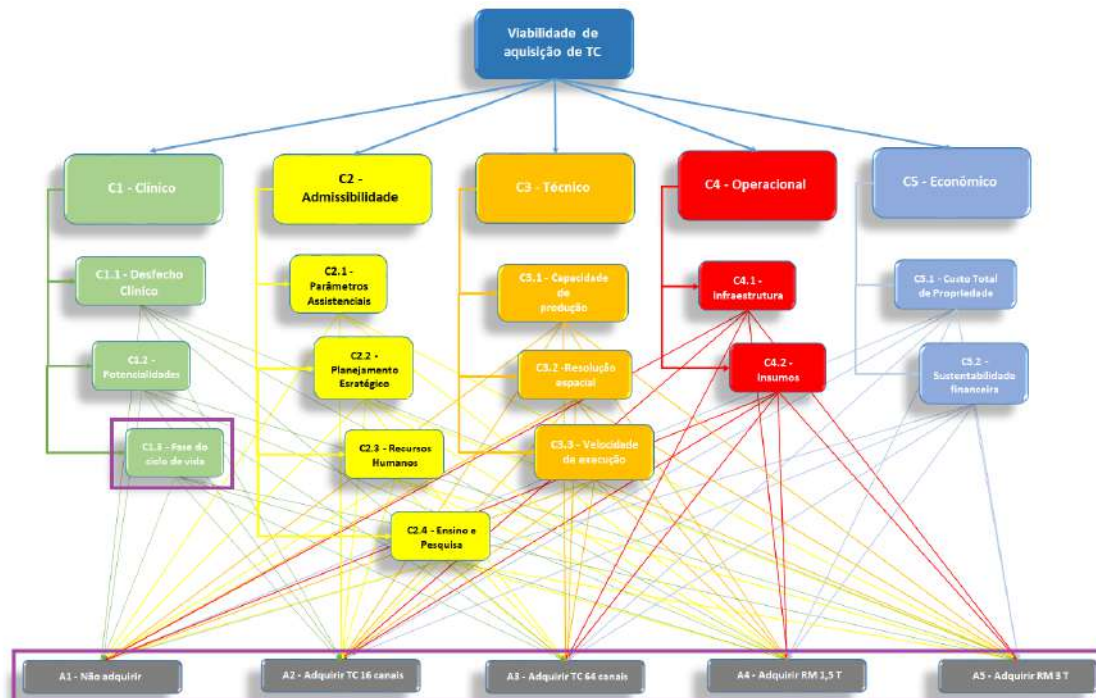 Viabilidade de
aquisição de TC
C1 - Clínico
C2 -
Admissibilidade
C3 - Técnico
C4 - Operacional
C5 - Econômico
C1.1 - Desfecho
Clínico
C2.1 -
Parâmetros
Assistenciais
C3.1 - Capacidade
de
produção
C4.1 -
Infraestrutura
C5.1 - Custo Total
de Propriedade
C1.2 -
Potencialidades
C2.2 -
Planejamento
Esratégico
C3.2 -Resolução
espacial
C4.2 -
Insumos
C5.2 -
Sustentabilidade
financeira
C1.3 - Fase do
ciclo de vida
C2.3 - Recursos
Humanos
C3.3 - Velocidade
de execução
C2.4 - Ensino e
Pesquisa
A1 - Não adquirir
A2 - Adquirir TC 16 canais
A3 - Adquirir TC 64 canais
A4 - Adquirir RM 1,5 T
A5 - Adquirir RM 3 T